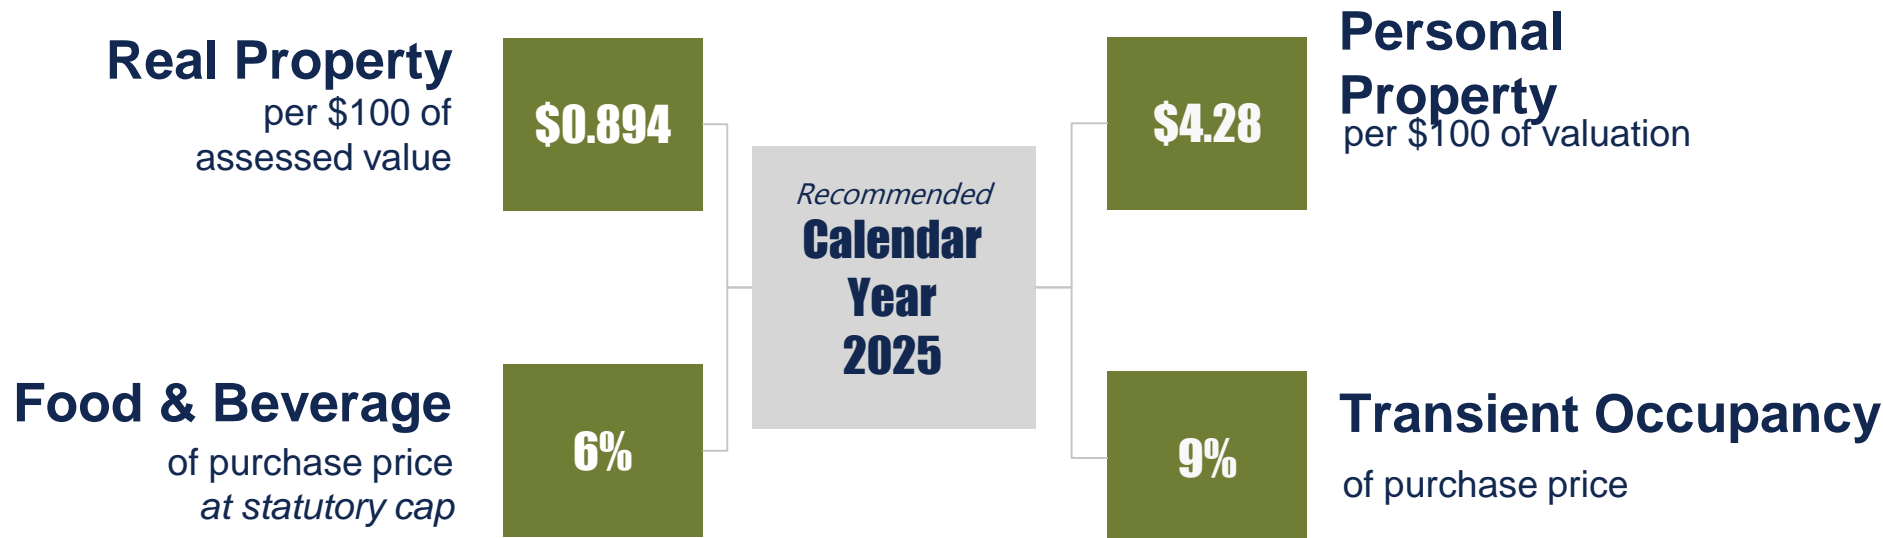 Real Property
per $100 of
assessed value
$0.894
Food & Beverage
of purchase price
at statutory cap
6%
Recommended
Calendar
Year
2025
$4.28
Personal
Property
per $100 of valuation
9%
Transient Occupancy
of purchase price